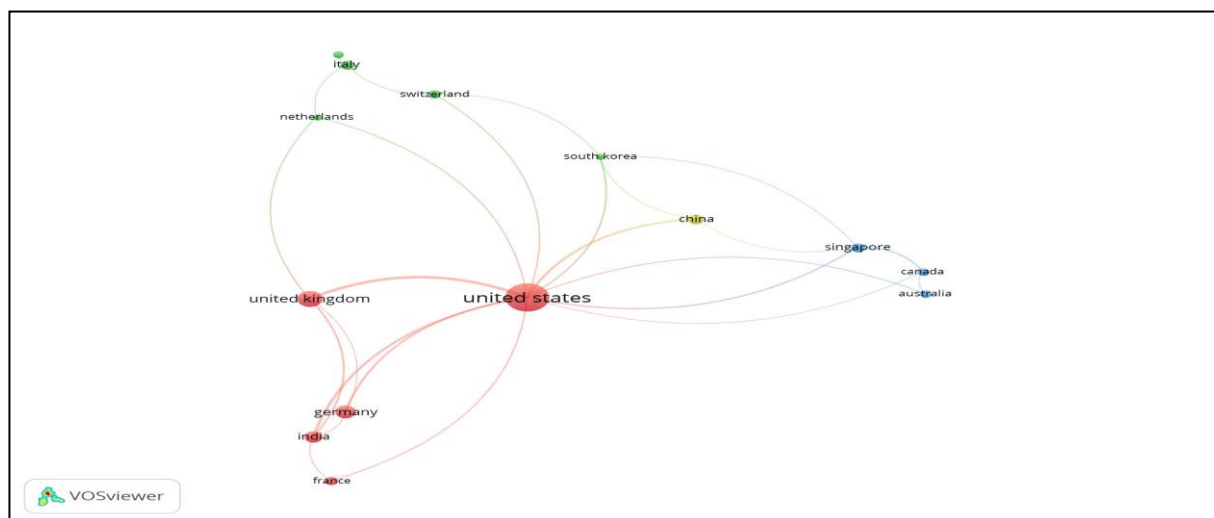 italy
switzerland
netherlands
south korea
china
singapore
canada
australia
united kingdom
united states
germany
india
france
VOSviewer